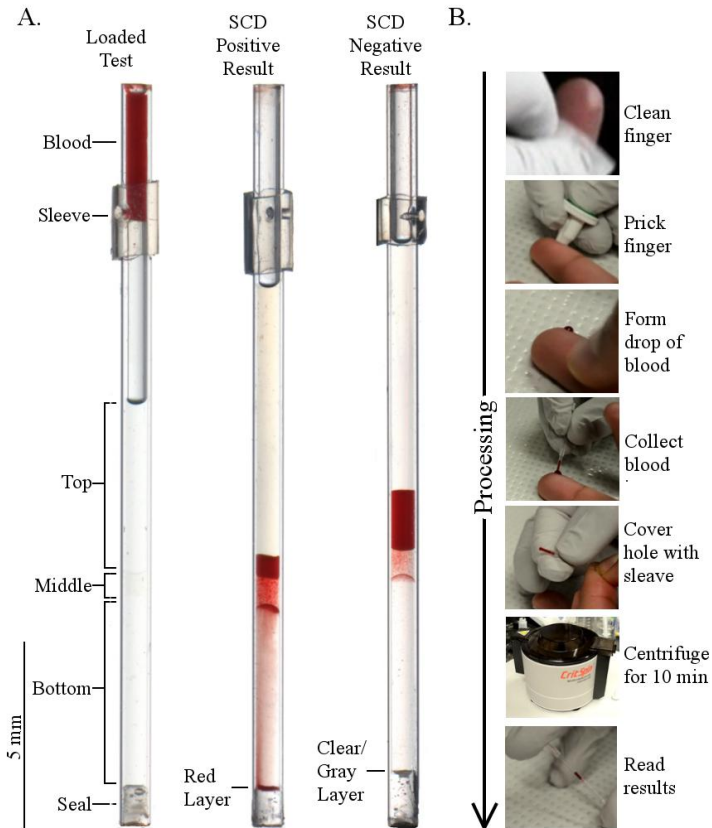 A.
Loaded
Test
SCD
Positive
Result
SCD
Negative
Result
Blood
Sleeve
Top
Middle
Bottom
5 mm
Seal
Red
Layer
Clear/
Gray
Layer
B.
Processing
Clean
finger
Prick
finger
Form
drop of
blood
Collect
blood
Cover
hole with
sleave
CritSpin
Centrifuge
for 10 min
Read
results